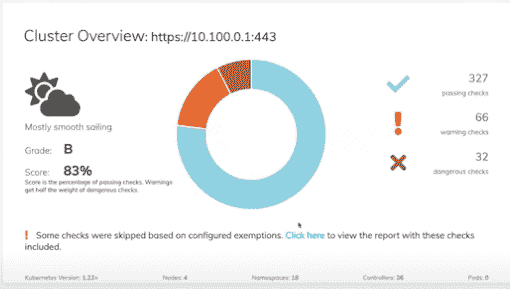 Cluster Overview: https://10.100.0.1:443
Mostly smooth sailing
Grade: B
Score: 83%
Score is the percentage of passing checks. Warnings
get half the weight of dangerous checks.
327
passing checks
66
warning checks
32
dangerous checks
! Some checks were skipped based on configured exemptions. Click here to view the report with these checks
included.
Kubernetes Version: 1.22+ Nodes: 4 Namespaces: 18 Controllers: 36 Pods: 0